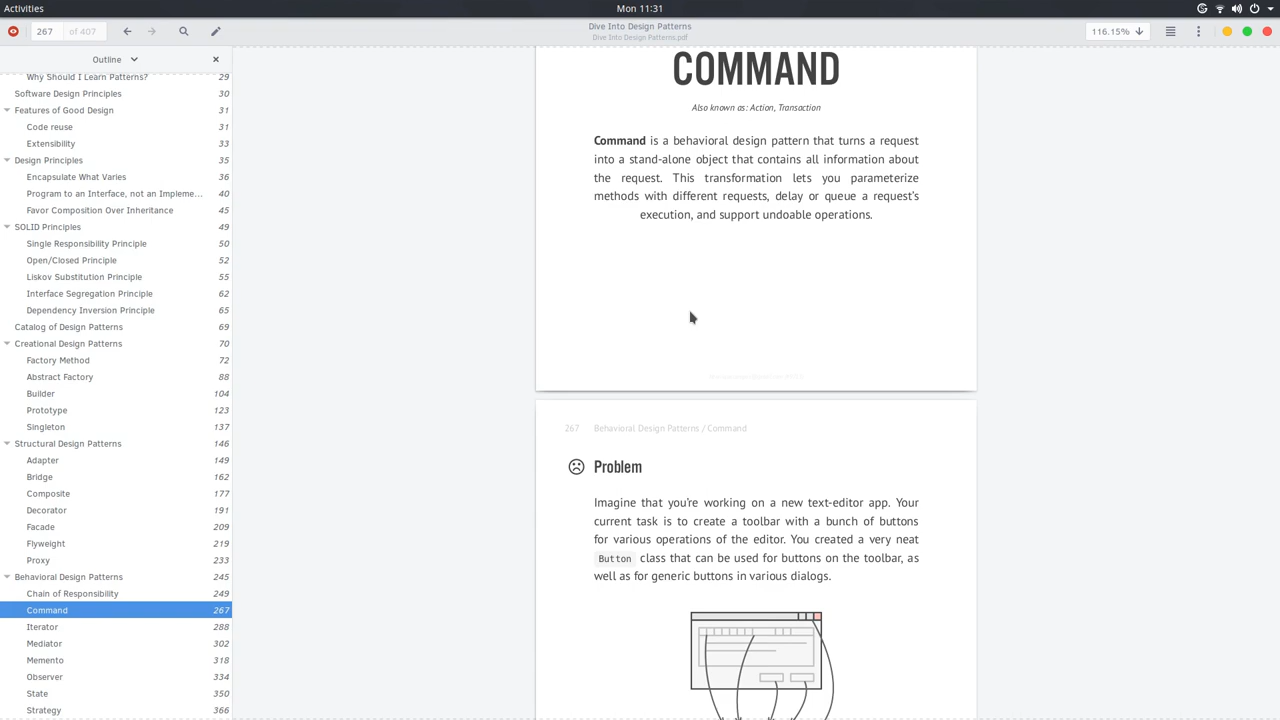 Activities
Mon 11:31
267 of 407
Dive Into Design Patterns
Dive Into Design Patterns.pdf
116.15%
Outline
Why Should I Learn Patterns? 29
Software Design Principles 30
Features of Good Design 31
Code reuse 31
Extensibility 33
Design Principles 35
Encapsulate What Varies 36
Program to an Interface, not an Impleme... 40
Favor Composition Over Inheritance 45
SOLID Principles 49
Single Responsibility Principle 50
Open/Closed Principle 52
Liskov Substitution Principle 55
Interface Segregation Principle 62
Dependency Inversion Principle 65
Catalog of Design Patterns 69
Creational Design Patterns 70
Factory Method 72
Abstract Factory 88
Builder 104
Prototype 123
Singleton 137
Structural Design Patterns 146
Adapter 149
Bridge 162
Composite 177
Decorator 191
Facade 209
Flyweight 219
Proxy 233
Behavioral Design Patterns 245
Chain of Responsibility 249
Command 267
Iterator 288
Mediator 302
Memento 318
Observer 334
State 350
Strategy 366
COMMAND
Also known as: Action, Transaction
Command is a behavioral design pattern that turns a request
into a stand-alone object that contains all information about
the request. This transformation lets you parameterize
methods with different requests, delay or queue a request's
execution, and support undoable operations.
267 Behavioral Design Patterns / Command
Problem
Imagine that you're working on a new text-editor app. Your
current task is to create a toolbar with a bunch of buttons
for various operations of the editor. You created a very neat
Button class that can be used for buttons on the toolbar, as
well as for generic buttons in various dialogs.